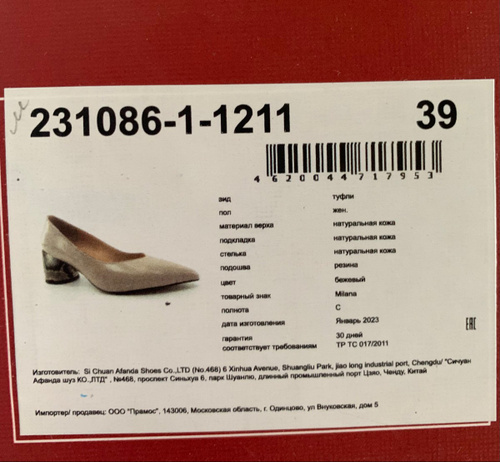 231086-1-1211 39
4 620044 717953
вид туфли
пол жен.
материал верха натуральная кожа
подкладка натуральная кожа
стелька натуральная кожа
подошва резина
цвет бежевый
товарный знак Milana
полнота С
дата изготовления Январь 2023
гарантия 30 дней
соответствует требованиям ТР ТС 017/2011
EAC
Изготовитель: Si Chuan Afanda Shoes Co.,LTD (No.468) 6 Xinhua Avenue, Shuangliu Park, jiao long industrial port, Chengdu/ "Сичуан
Афанда шуз КО.,ЛТД" . №468, проспект Синьхуа 6, парк Шуанлю, длинный промышленный порт Цзяо, Ченду, Китай
Импортер/ продавец: ООО "Прамос", 143006, Московская область, г. Одинцово, ул Внуковская, дом 5